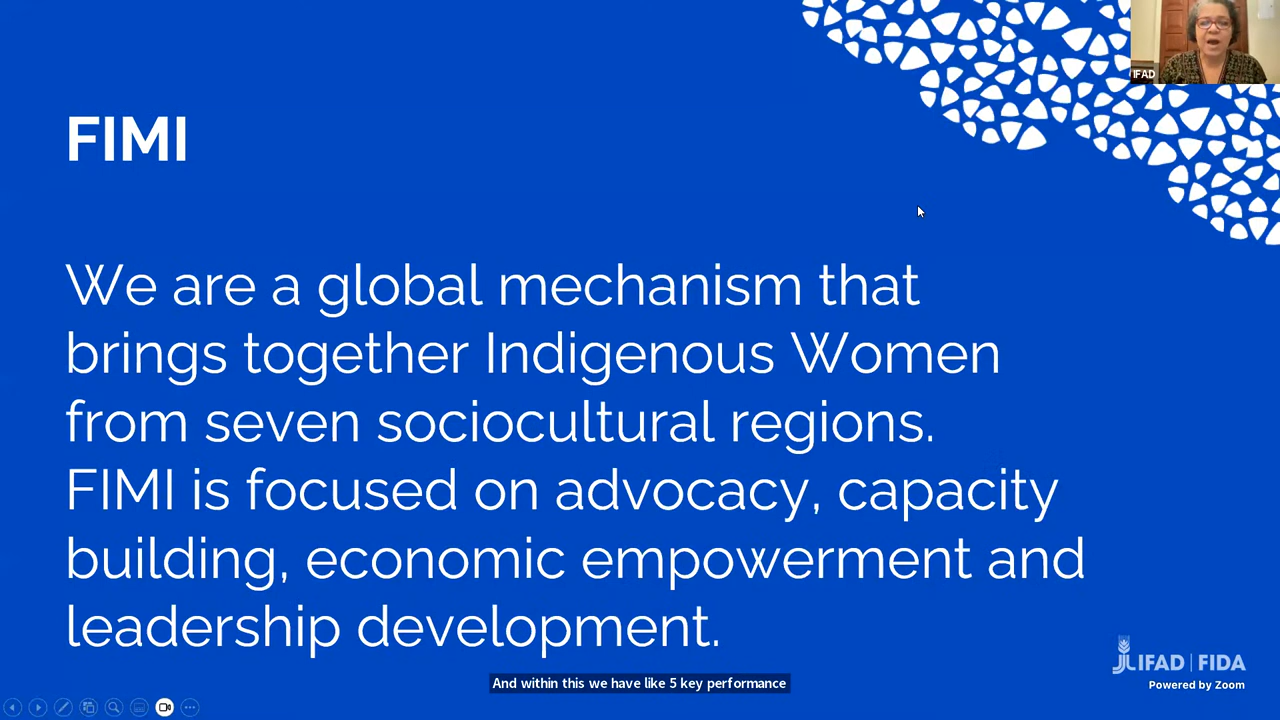 IFAD
FIMI
We are a global mechanism that
brings together Indigenous Women
from seven sociocultural regions.
FIMI is focused on advocacy, capacity
building, economic empowerment and
leadership development.
IFAD | FIDA
Powered by Zoom
And within this we have like 5 key performance